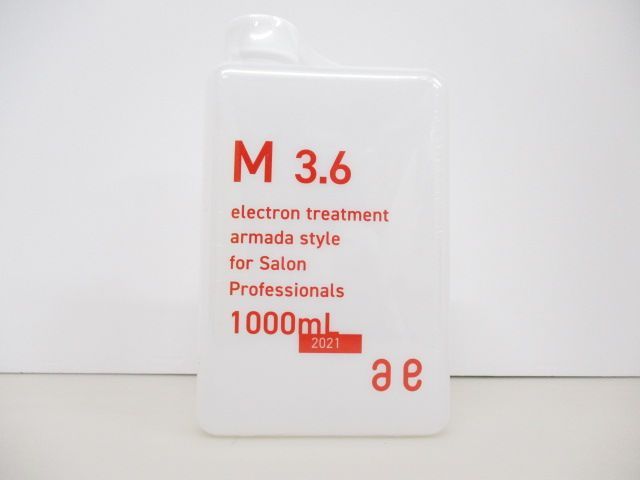 M 3.6
electron treatment
armada style
for Salon
Professionals
1000mL
2021
ae